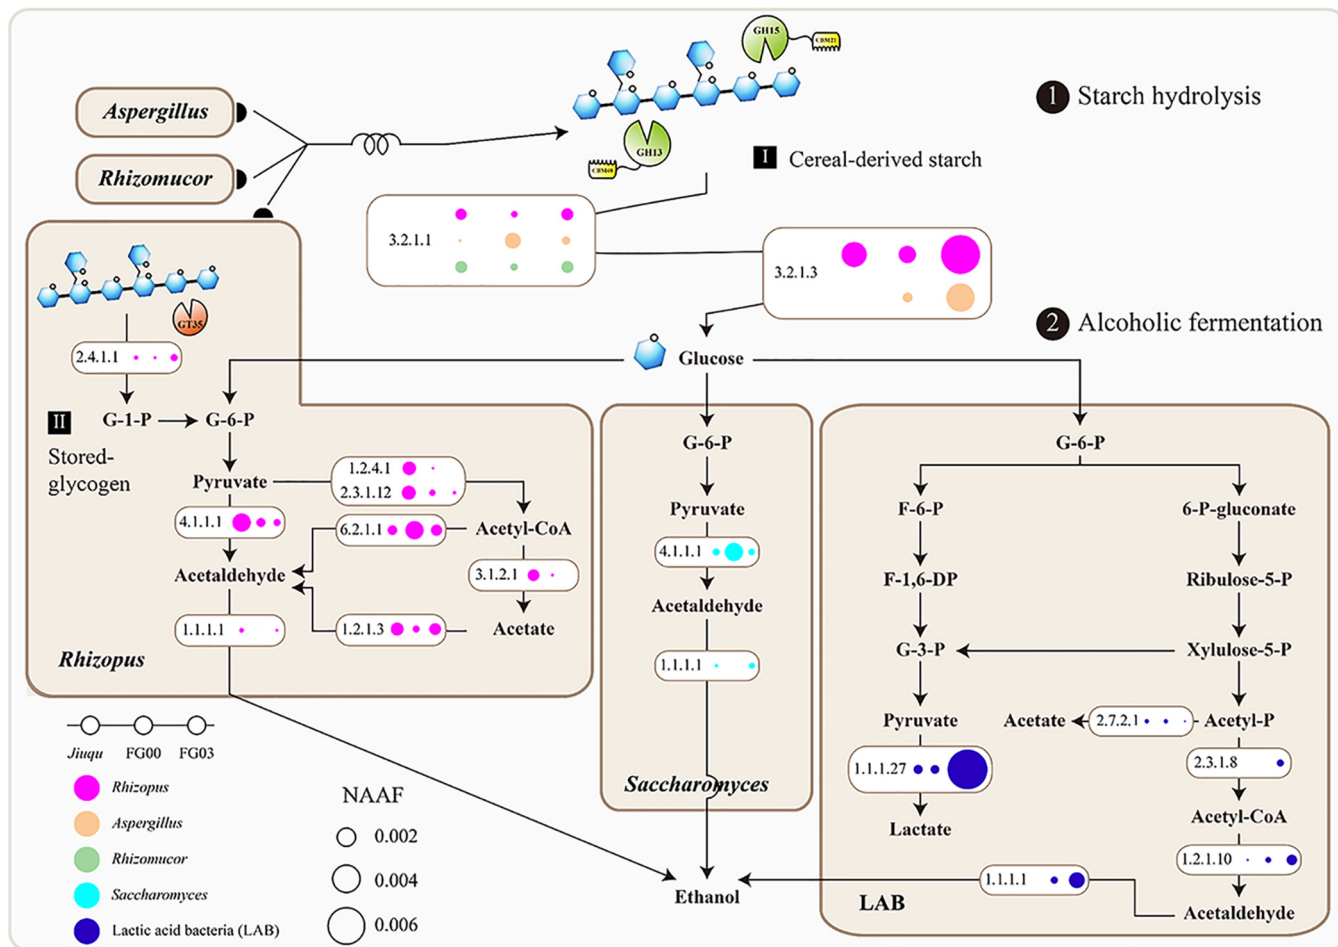 GH15
CBM21
1 Starch hydrolysis
Aspergillus
GH13
I Cereal-derived starch
CBM48
Rhizomucor
3.2.1.1
3.2.1.3
GT35
2 Alcoholic fermentation
2.4.1.1
Glucose
II
G-1-P
G-6-P
Stored-
glycogen
Pyruvate
1.2.4.1
2.3.1.12
4.1.1.1
6.2.1.1
Acetyl-CoA
Acetaldehyde
3.1.2.1
1.1.1.1
1.2.1.3
Acetate
Rhizopus
G-6-P
Pyruvate
4.1.1.1
Acetaldehyde
1.1.1.1
Saccharomyces
G-6-P
F-6-P
6-P-gluconate
F-1,6-DP
Ribulose-5-P
G-3-P
Xylulose-5-P
Pyruvate
Acetate
2.7.2.1
Acetyl-P
1.1.1.27
2.3.1.8
Lactate
Acetyl-CoA
1.2.1.10
1.1.1.1
LAB
Acetaldehyde
Ethanol
Jiuqu FG00 FG03
Rhizopus
Aspergillus
Rhizomucor
Saccharomyces
Lactic acid bacteria (LAB)
NAAF
0.002
0.004
0.006